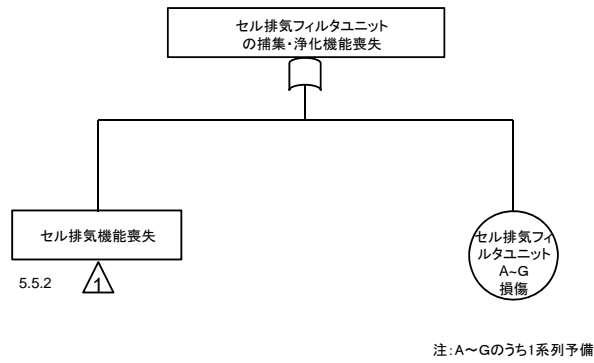 セル排気フィルタユニット
の捕集・浄化機能喪失
セル排気機能喪失
5.5.2
1
セル排気フィ
ルタユニット
A~G
損傷
注:A～Gのうち1系列予備